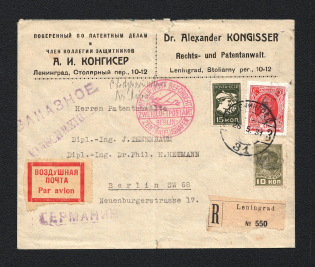 ПОВЕРЕННЫЙ ПО ПАТЕНТНЫМ ДЕЛАМ
и
ЧЛЕН КОЛЛЕГИИ ЗАЩИТНИКОВ
А. И. КОНГИСЕР
Ленинград, Столярный пер., 10-12
Dr. Alexander KONGISSER
Rechts- und Patentanwalt.
Leningrad, Stoliarny per., 10-12
ЗАКАЗНОЕ
Herren Patentanwälte
Dipl.-Ing. J. TENENBAUM
Dipl.-Ing. Dr. Phil. H. HEIMANN
Berlin SW 68
Neuenburgerstrasse 17.
ВОЗДУШНАЯ
ПОЧТА
Par avion
ГЕРМАНИЯ
15 КОП
10 КОП
R
Leningrad
№ 550